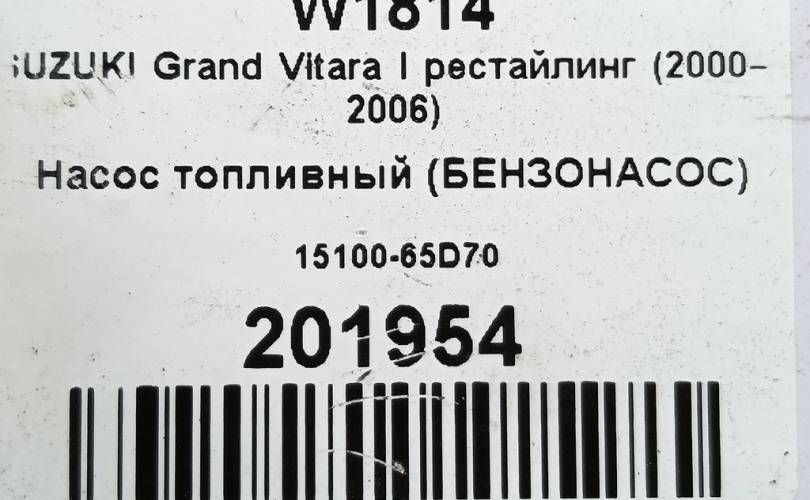 W1814
SUZUKI Grand Vitara I рестайлинг (2000–
2006)
Насос топливный (БЕНЗОНАСОС)
15100-65D70
201954